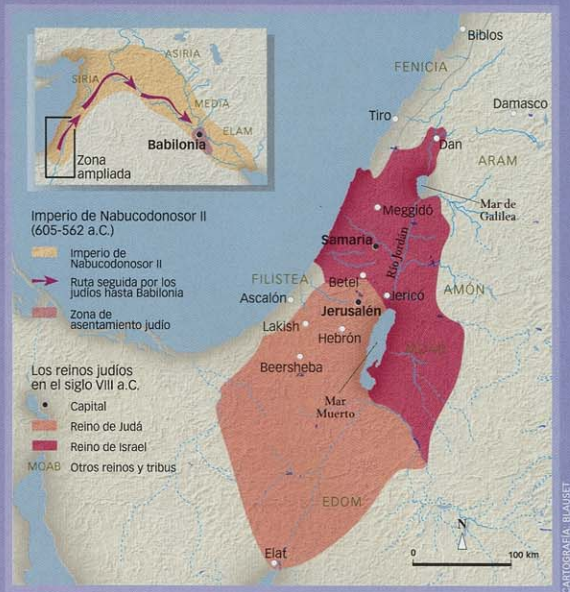 ASIRIA
SIRIA
MEDIA
ELAM
Babilonia
Zona
ampliada
Imperio de Nabucodonosor II
(605-562 a.C.)
Imperio de
Nabucodonosor II
Ruta seguida por los
judíos hasta Babilonia
Zona de
asentamiento judío
Los reinos judíos
en el siglo VIII a.C.
Capital
Reino de Judá
Reino de Israel
MOAB Otros reinos y tribus
Biblos
FENICIA
Damasco
Tiro
Dan
ARAM
Mar de
Galilea
Meggidó
Samaria
Río Jordán
Betel
AMÓN
FILISTEA
Ascalón
Jericó
Jerusalén
Lakish
Hebrón
MOAB
Beersheba
Mar
Muerto
EDOM
Elaf
N
0 100 km
CARTOGRAFÍA: BLAUSET